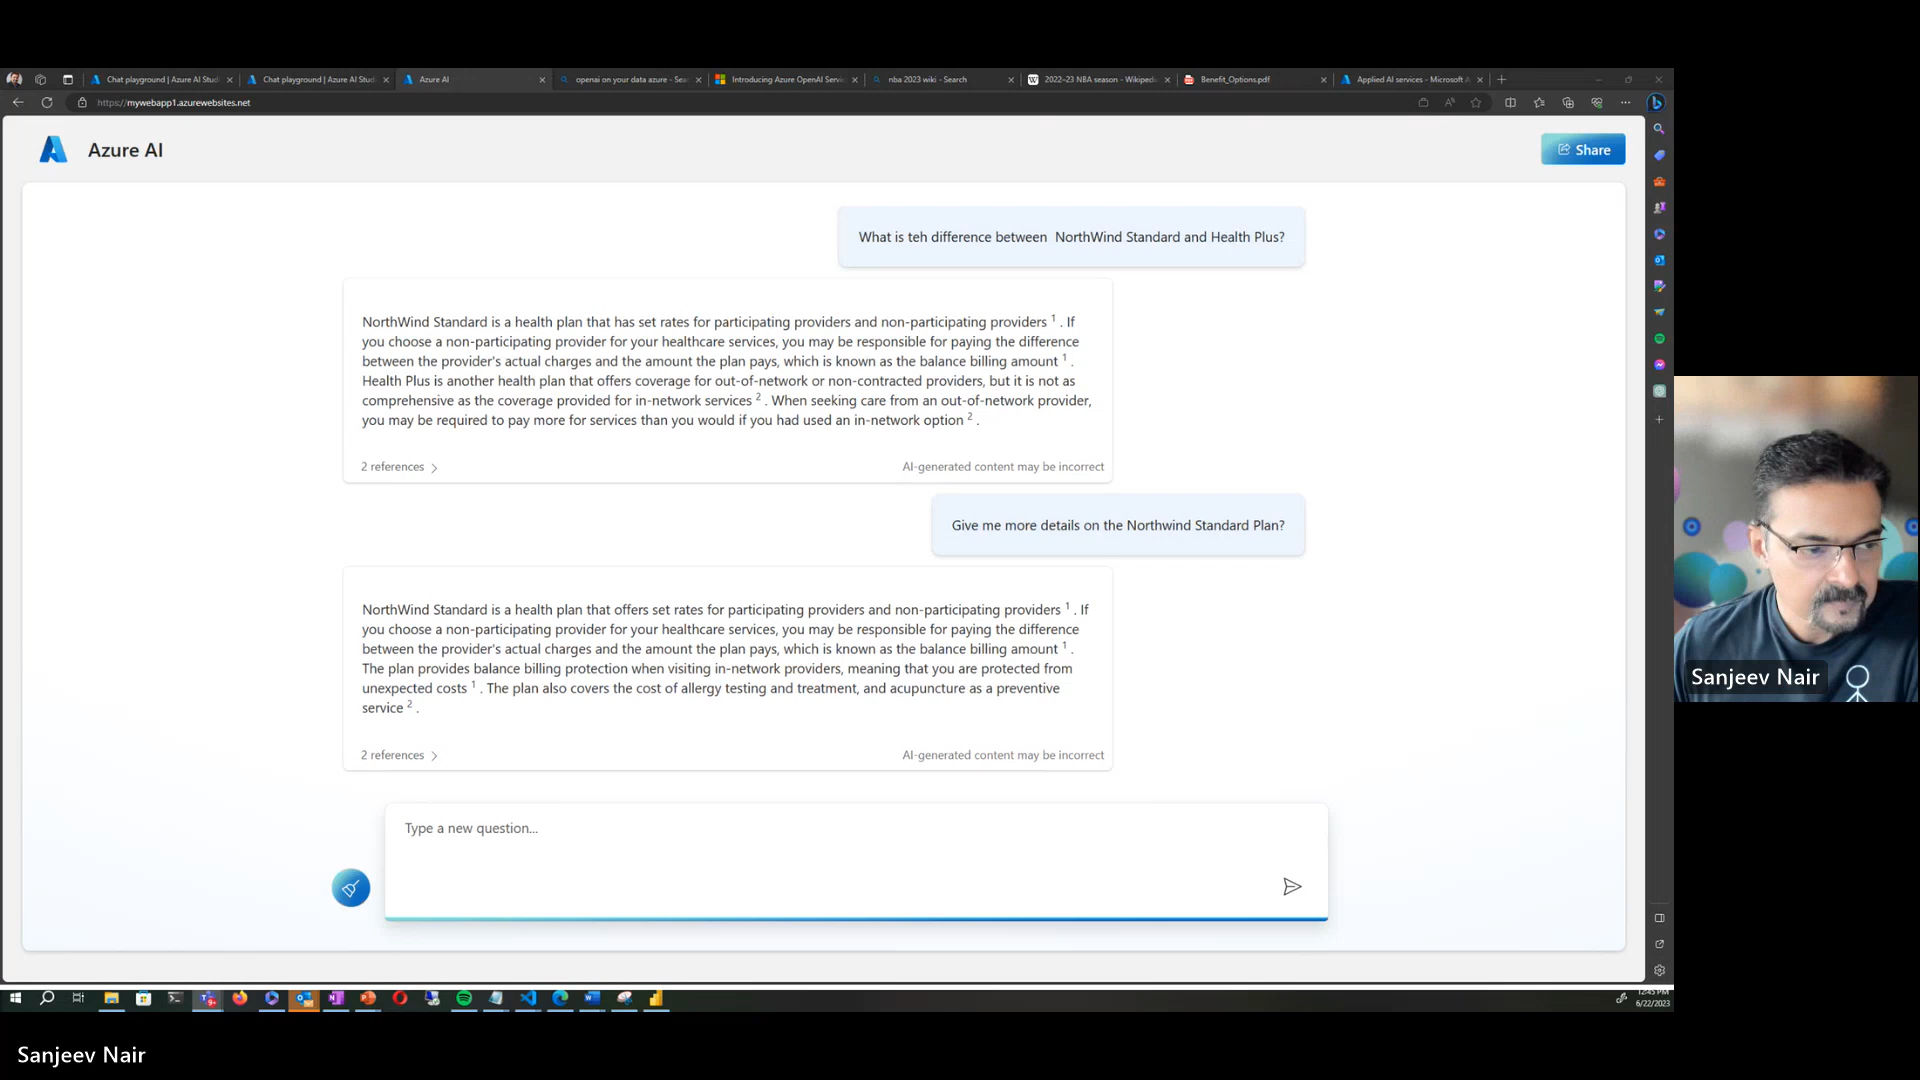 Chat playground | Azure AI Stud
Chat playground | Azure AI Stud
Azure AI
openai on your data azure - Sea
Introducing Azure OpenAI Servic
nba 2023 wiki - Search
2022–23 NBA season - Wikipedi
Benefit_Options.pdf
Applied AI services - Microsoft A
https://mywebapp1.azurewebsites.net
Azure AI
Share
What is teh difference between NorthWind Standard and Health Plus?
NorthWind Standard is a health plan that has set rates for participating providers and non-participating providers 1 . If
you choose a non-participating provider for your healthcare services, you may be responsible for paying the difference
between the provider's actual charges and the amount the plan pays, which is known as the balance billing amount 1 .
Health Plus is another health plan that offers coverage for out-of-network or non-contracted providers, but it is not as
comprehensive as the coverage provided for in-network services 2 . When seeking care from an out-of-network provider,
you may be required to pay more for services than you would if you had used an in-network option 2 .
2 references
AI-generated content may be incorrect
Give me more details on the Northwind Standard Plan?
NorthWind Standard is a health plan that offers set rates for participating providers and non-participating providers 1 . If
you choose a non-participating provider for your healthcare services, you may be responsible for paying the difference
between the provider's actual charges and the amount the plan pays, which is known as the balance billing amount 1 .
The plan provides balance billing protection when visiting in-network providers, meaning that you are protected from
unexpected costs 1 . The plan also covers the cost of allergy testing and treatment, and acupuncture as a preventive
service 2 .
2 references
AI-generated content may be incorrect
Type a new question...
Sanjeev Nair
12:45 PM
6/22/2023
Sanjeev Nair